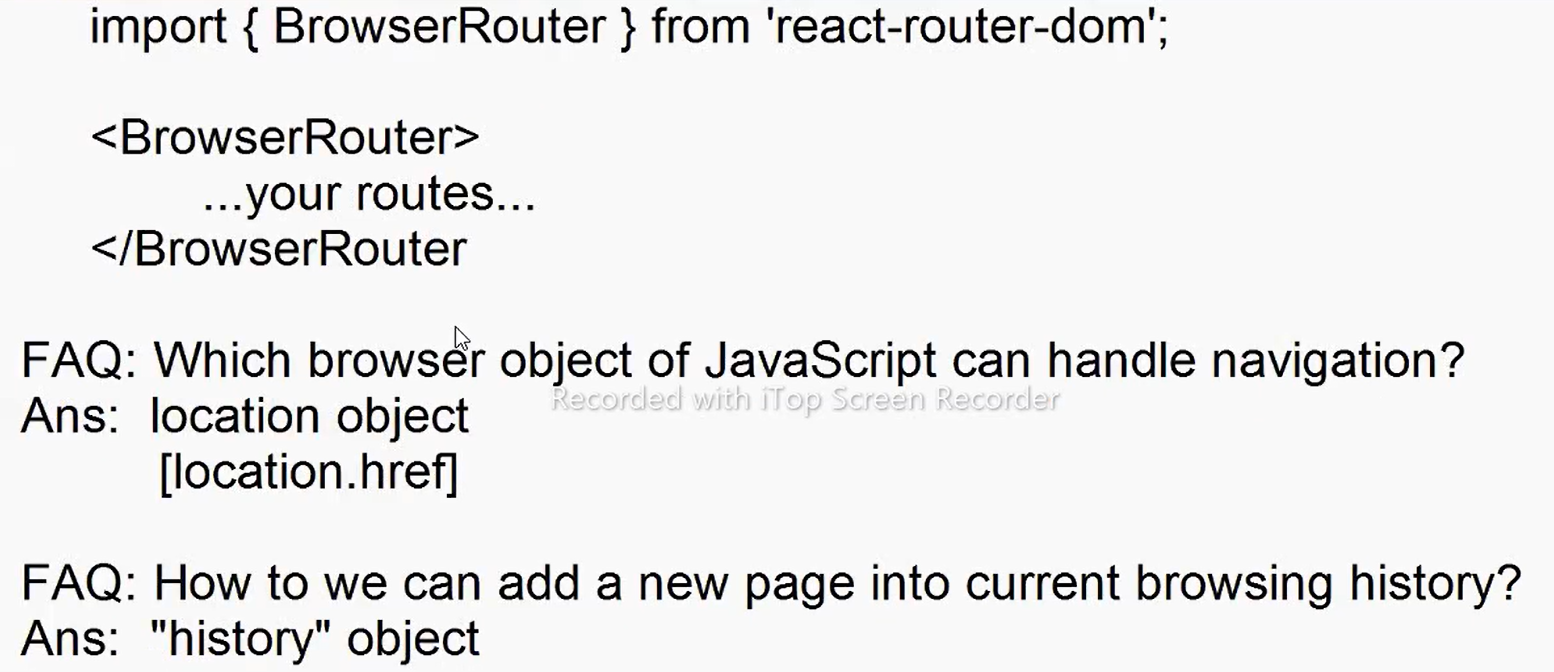 import { BrowserRouter } from 'react-router-dom';
<BrowserRouter>
...your routes...
</BrowserRouter
FAQ: Which browser object of JavaScript can handle navigation?
Recorded with iTop Screen Recorder
Ans: location object
[location.href]
FAQ: How to we can add a new page into current browsing history?
Ans: "history" object